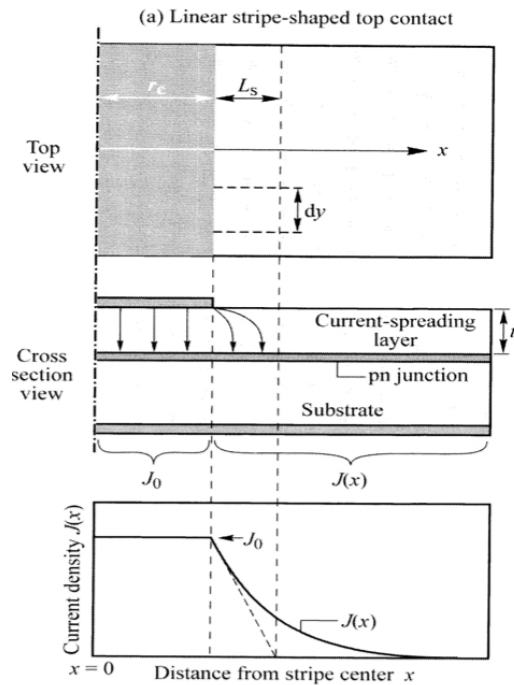 (a) Linear stripe-shaped top contact
r_c
L_s
Top
view
x
dy
Cross
section
view
Current-spreading
layer
t
pn junction
Substrate
J_0
J(x)
Current density J(x)
J_0
J(x)
x = 0
Distance from stripe center x